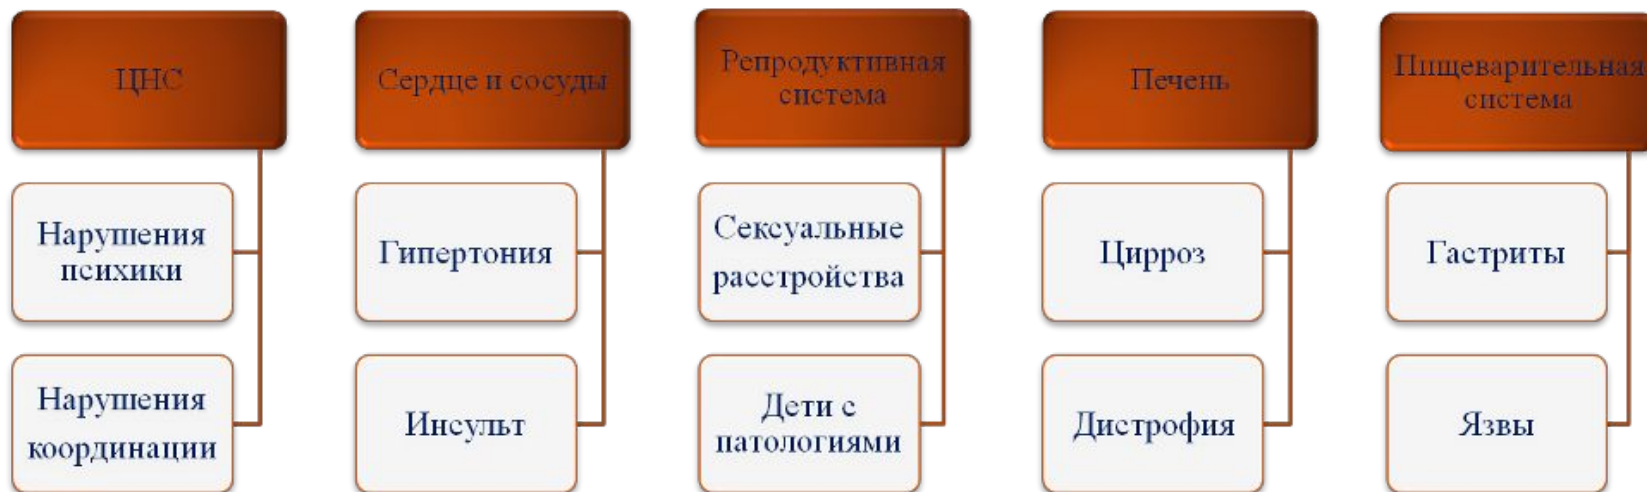 ЦНС
Нарушения
психики
Нарушения
координации
Сердце и сосуды
Гипертония
Инсульт
Репродуктивная
система
Сексуальные
расстройства
Дети с
патологиями
Печень
Цирроз
Дистрофия
Пищеварительная
система
Гастриты
Язвы